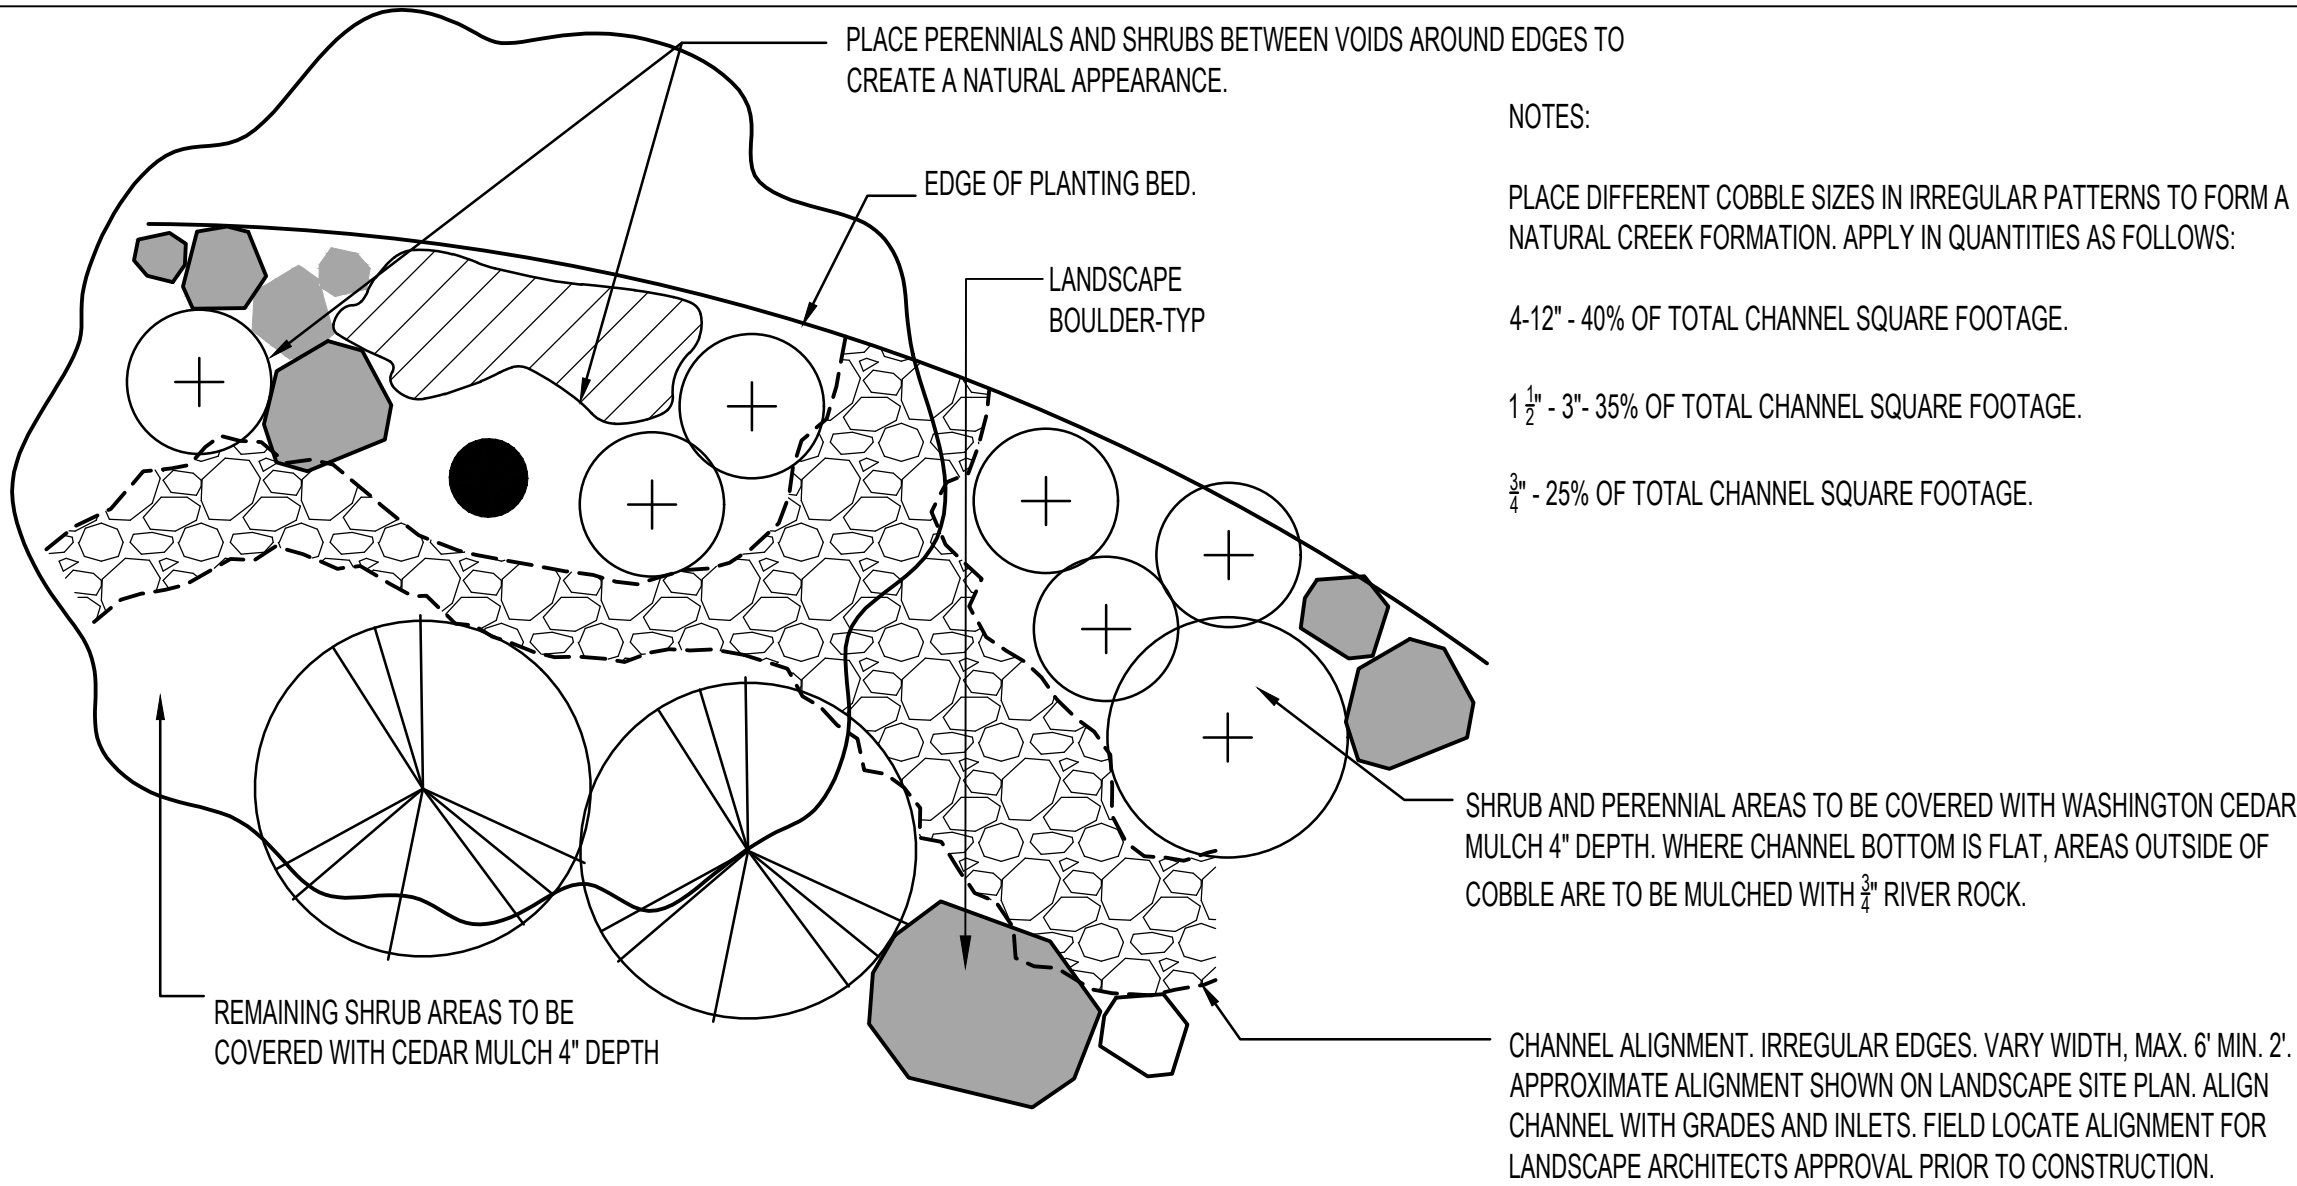 PLACE PERENNIALS AND SHRUBS BETWEEN VOIDS AROUND EDGES TO
CREATE A NATURAL APPEARANCE.
EDGE OF PLANTING BED.
LANDSCAPE
BOULDER-TYP
NOTES:
PLACE DIFFERENT COBBLE SIZES IN IRREGULAR PATTERNS TO FORM A
NATURAL CREEK FORMATION. APPLY IN QUANTITIES AS FOLLOWS:
4-12" - 40% OF TOTAL CHANNEL SQUARE FOOTAGE.
1 1/2" - 3"- 35% OF TOTAL CHANNEL SQUARE FOOTAGE.
3/4" - 25% OF TOTAL CHANNEL SQUARE FOOTAGE.
SHRUB AND PERENNIAL AREAS TO BE COVERED WITH WASHINGTON CEDAR
MULCH 4" DEPTH. WHERE CHANNEL BOTTOM IS FLAT, AREAS OUTSIDE OF
COBBLE ARE TO BE MULCHED WITH 3/4" RIVER ROCK.
REMAINING SHRUB AREAS TO BE
COVERED WITH CEDAR MULCH 4" DEPTH
CHANNEL ALIGNMENT. IRREGULAR EDGES. VARY WIDTH, MAX. 6' MIN. 2'.
APPROXIMATE ALIGNMENT SHOWN ON LANDSCAPE SITE PLAN. ALIGN
CHANNEL WITH GRADES AND INLETS. FIELD LOCATE ALIGNMENT FOR
LANDSCAPE ARCHITECTS APPROVAL PRIOR TO CONSTRUCTION.